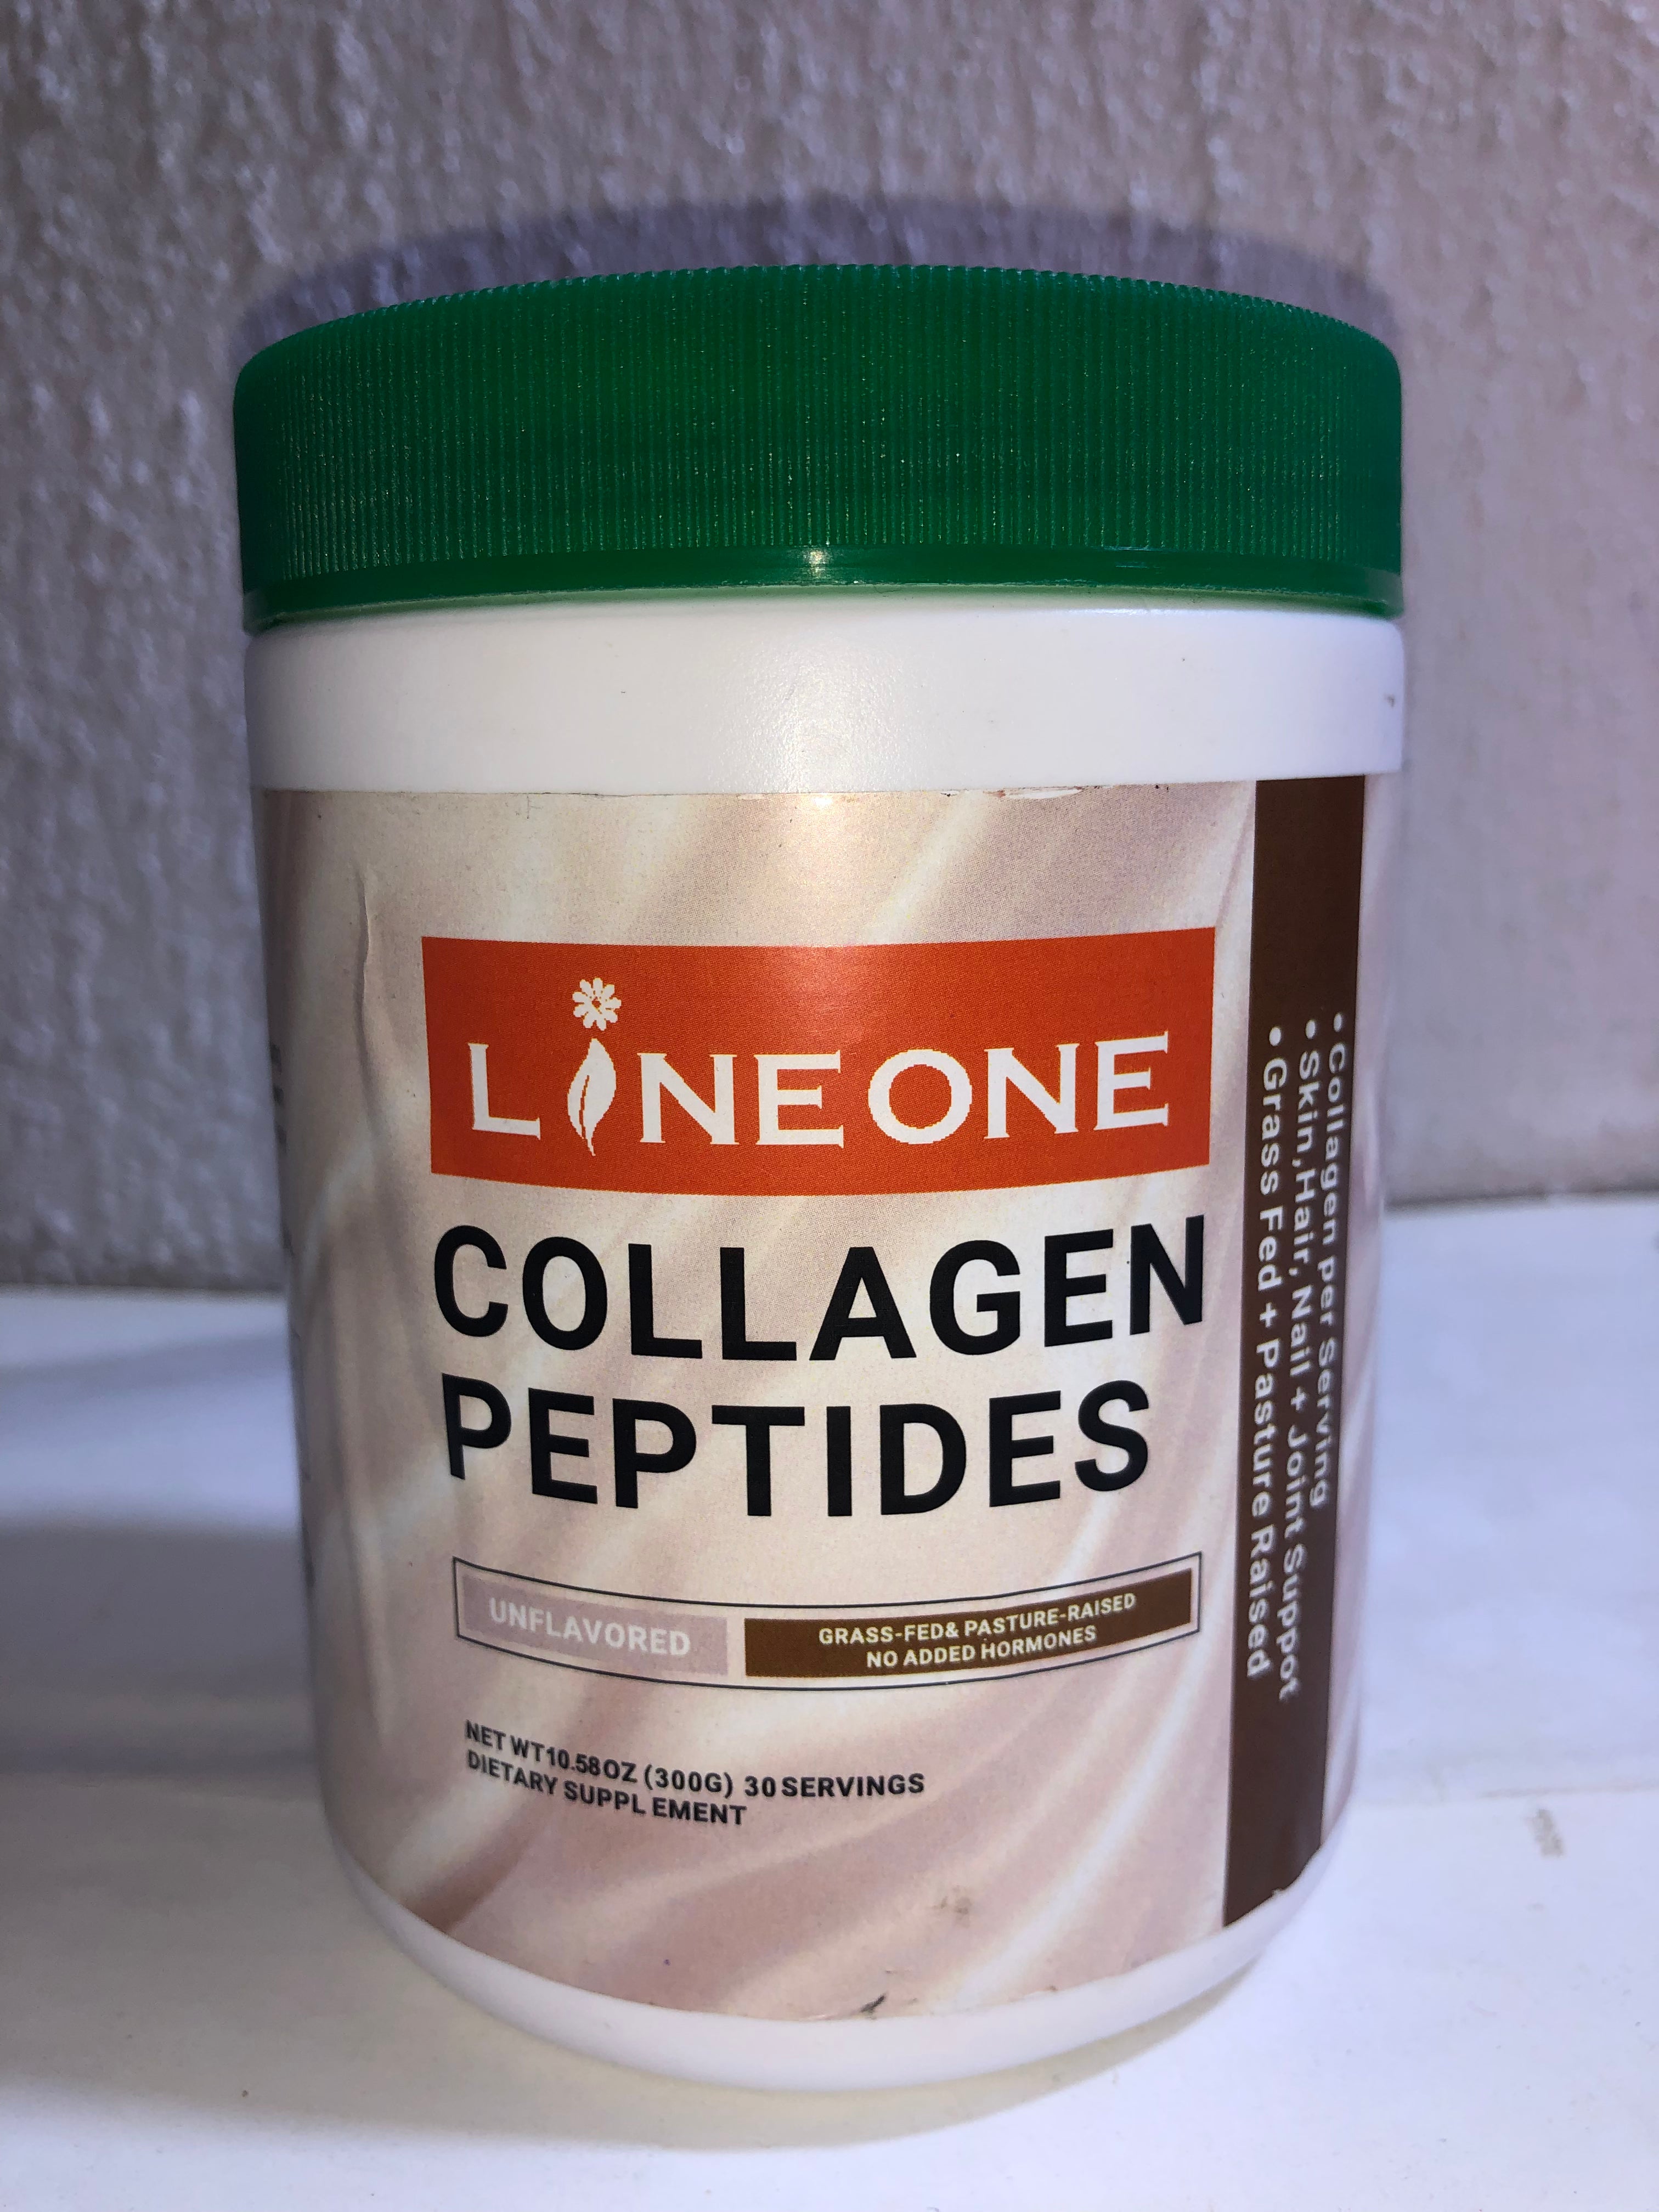 LINEONE
COLLAGEN
PEPTIDES
UNFLAVORED
GRASS-FED& PASTURE-RAISED
NO ADDED HORMONES
NET WT10.58OZ (300G) 30 SERVINGS
DIETARY SUPPL EMENT
• Collagen per Serving
• Skin,Hair, Nail + Joint Suppot
• Grass Fed + Pasture Raised